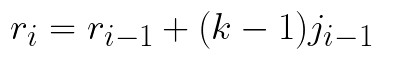 r_i = r_{i-1} + (k - 1)j_{i-1}